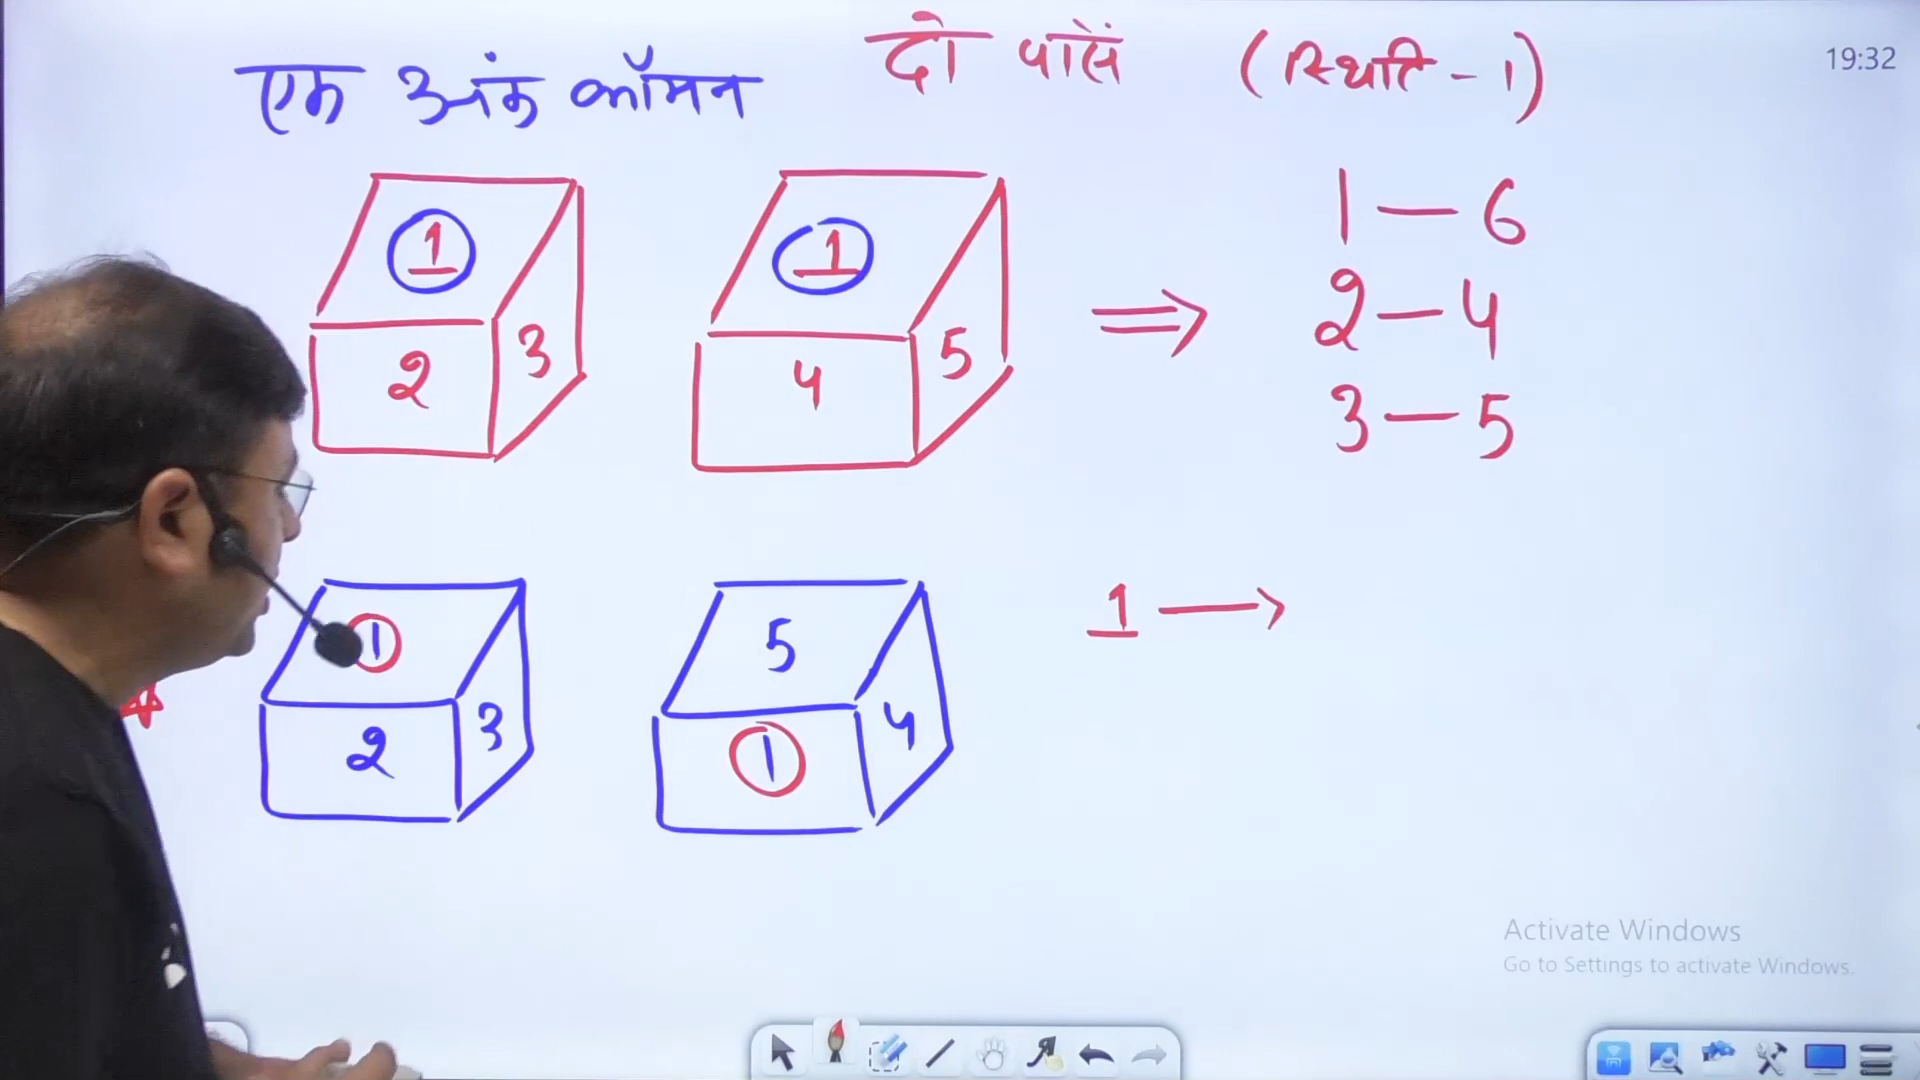 दो पासें (स्थिति - 1)
19:32
एक अंक कॉमन
1 1
2 3 4 5
⇒
1 — 6
2 — 4
3 — 5
1 5
2 3 1 4
1 →
Activate Windows
Go to Settings to activate Windows.